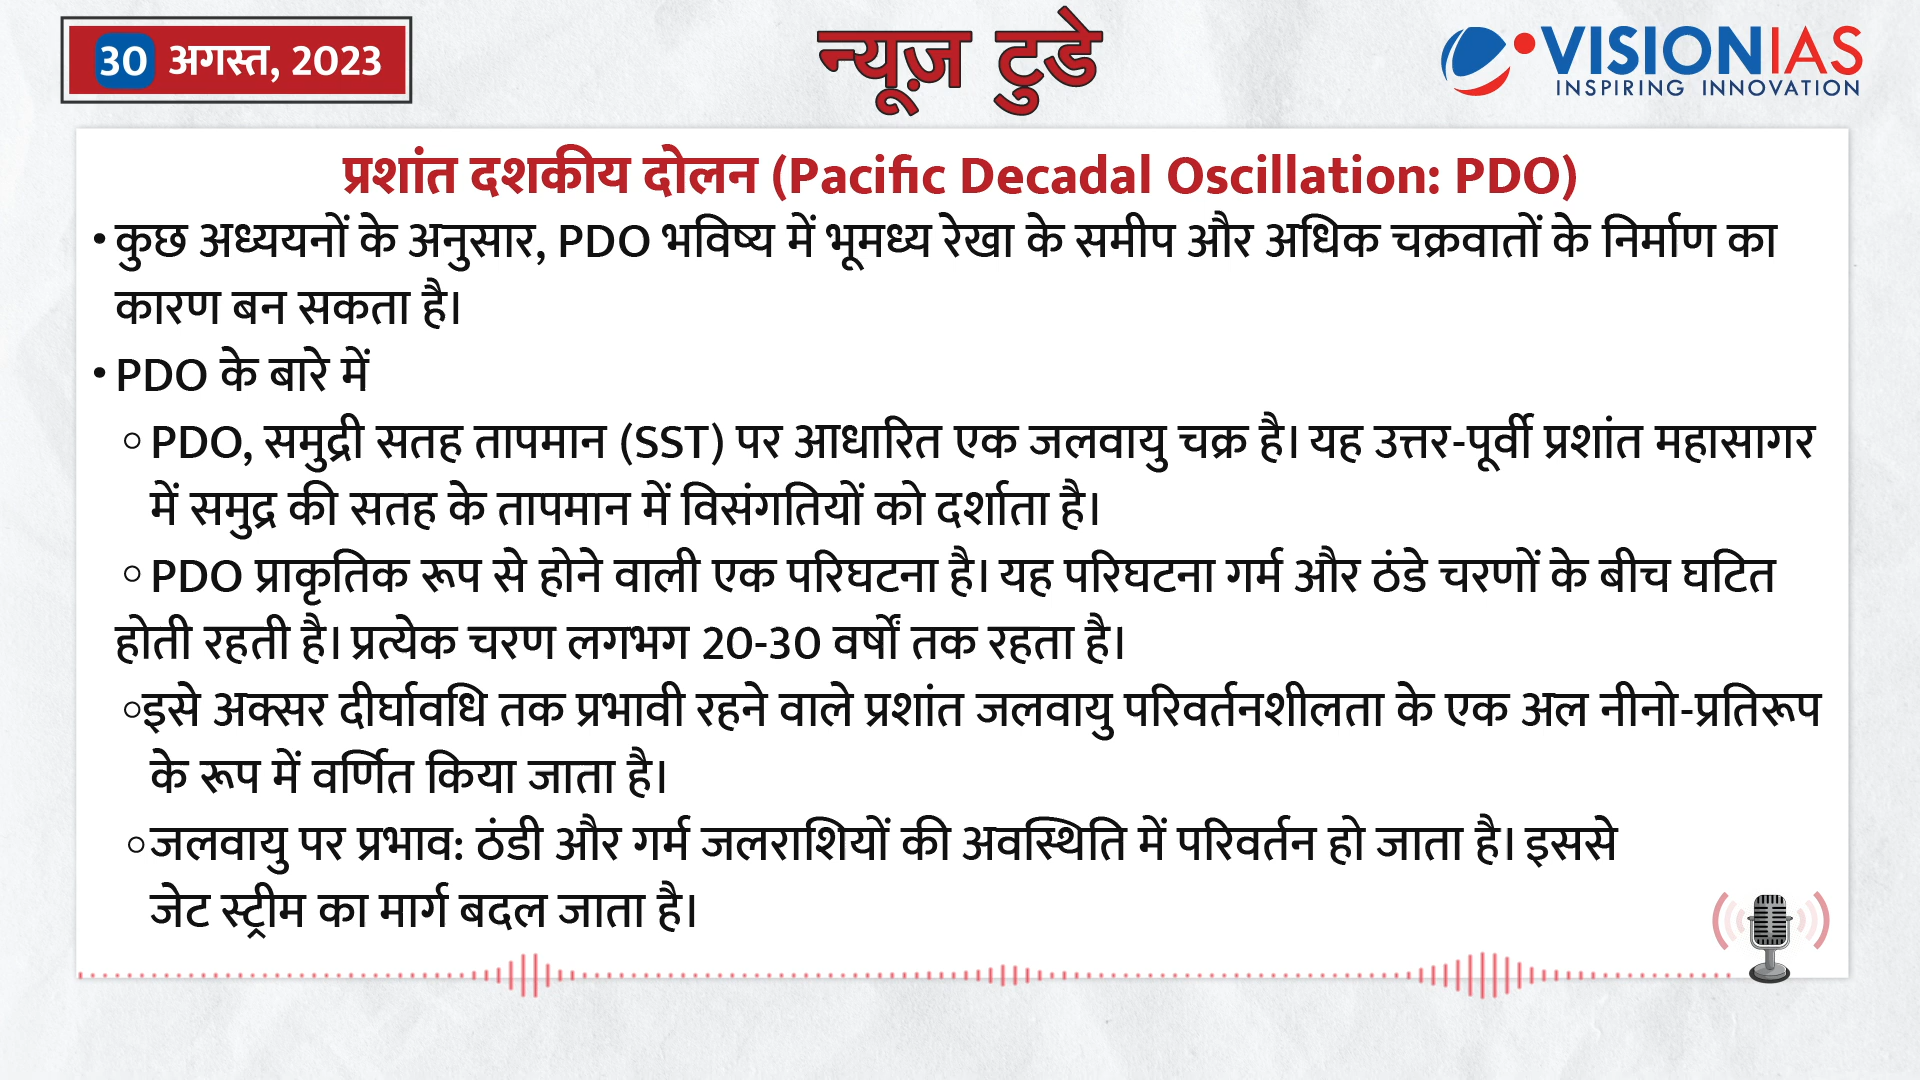 30 अगस्त, 2023
न्यूज़ टुडे
VISIONIAS
INSPIRING INNOVATION
प्रशांत दशकीय दोलन (Pacific Decadal Oscillation: PDO)
• कुछ अध्ययनों के अनुसार, PDO भविष्य में भूमध्य रेखा के समीप और अधिक चक्रवातों के निर्माण का
कारण बन सकता है।
• PDO के बारे में
○ PDO, समुद्री सतह तापमान (SST) पर आधारित एक जलवायु चक्र है। यह उत्तर-पूर्वी प्रशांत महासागर
में समुद्र की सतह के तापमान में विसंगतियों को दर्शाता है।
○ PDO प्राकृतिक रूप से होने वाली एक परिघटना है। यह परिघटना गर्म और ठंडे चरणों के बीच घटित
होती रहती है। प्रत्येक चरण लगभग 20-30 वर्षों तक रहता है।
○इसे अक्सर दीर्घावधि तक प्रभावी रहने वाले प्रशांत जलवायु परिवर्तनशीलता के एक अल नीनो-प्रतिरूप
के रूप में वर्णित किया जाता है।
○जलवायु पर प्रभाव: ठंडी और गर्म जलराशियों की अवस्थिति में परिवर्तन हो जाता है। इससे
जेट स्ट्रीम का मार्ग बदल जाता है।